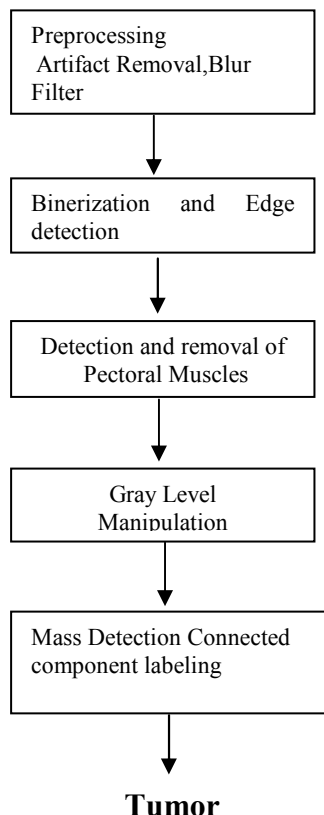 Preprocessing
Artifact Removal,Blur
Filter
Binerization and Edge
detection
Detection and removal of
Pectoral Muscles
Gray Level
Manipulation
Mass Detection Connected
component labeling
Tumor